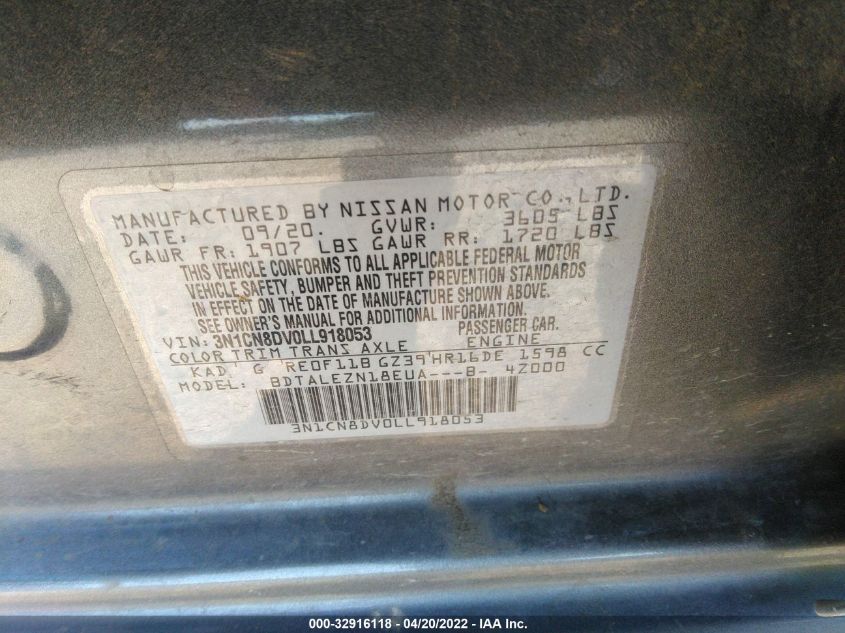 MANUFACTURED BY NISSAN MOTOR CO., LTD.
DATE: 09/20. GVWR: 3605 LBS
GAWR FR: 1907 LBS GAWR RR: 1720 LBS
THIS VEHICLE CONFORMS TO ALL APPLICABLE FEDERAL MOTOR
VEHICLE SAFETY, BUMPER AND THEFT PREVENTION STANDARDS
IN EFFECT ON THE DATE OF MANUFACTURE SHOWN ABOVE.
SEE OWNER'S MANUAL FOR ADDITIONAL INFORMATION
VIN: 3N1CN8DV0LL918053 PASSENGER CAR.
COLOR TRIM TRANS AXLE ENGINE
KAD G RE0F11B GZ39 HR16DE 1598 CC
MODEL: BDTALEZN18EUA---B- 4Z000
3N1CN8DV0LL918053
000-32916118 - 04/20/2022 - IAA Inc.